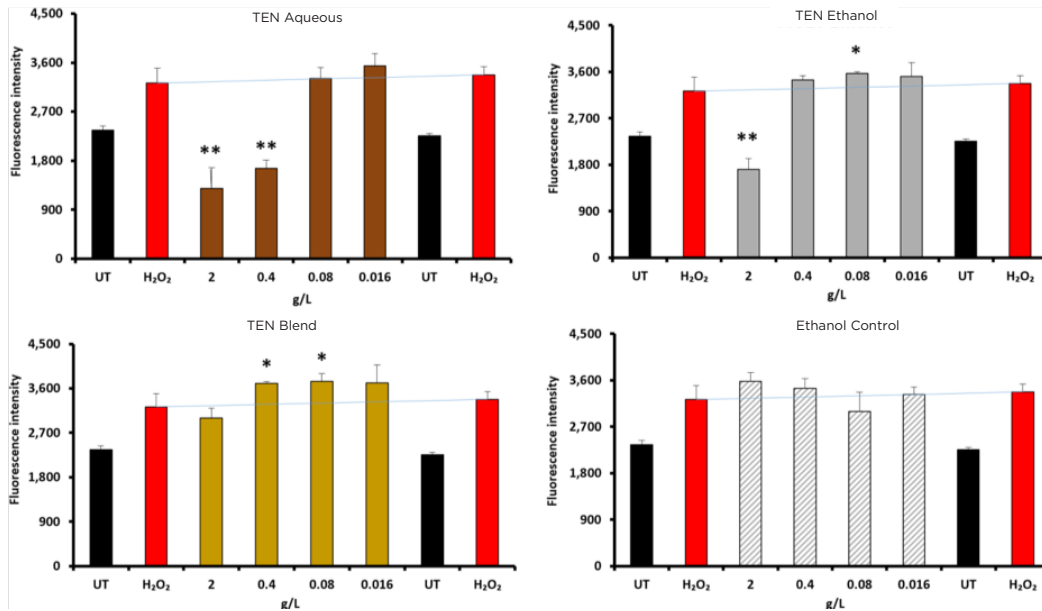 TEN Aqueous
Fluorescence intensity
4,500
3,600
2,700
1,800
900
0
** **
UT H₂O₂ 2 0.4 0.08 0.016 UT H₂O₂
g/L
TEN Ethanol
Fluorescence intensity
4,500
3,600
2,700
1,800
900
0
*
**
UT H₂O₂ 2 0.4 0.08 0.016 UT H₂O₂
g/L
TEN Blend
Fluorescence intensity
4,500
3,600
2,700
1,800
900
0
* *
UT H₂O₂ 2 0.4 0.08 0.016 UT H₂O₂
g/L
Ethanol Control
Fluorescence intensity
4,500
3,600
2,700
1,800
900
0
UT H₂O₂ 2 0.4 0.08 0.016 UT H₂O₂
g/L